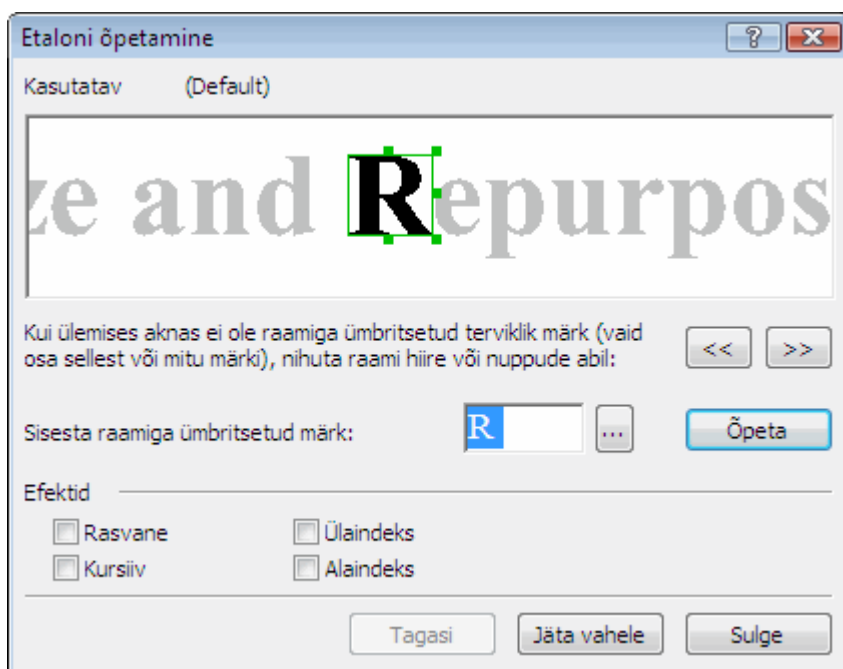 Etaloni õpetamine
Kasutatav (Default)
ze and Repurpos
Kui ülemises aknas ei ole raamiga ümbritsetud terviklik märk (vaid
osa sellest või mitu märki), nihuta raami hiire või nuppude abil:
<< >>
Sisesta raamiga ümbritsetud märk: R ... Õpeta
Efektid
Rasvane Ülaindeks
Kursiiv Alaindeks
Tagasi Jäta vahele Sulge